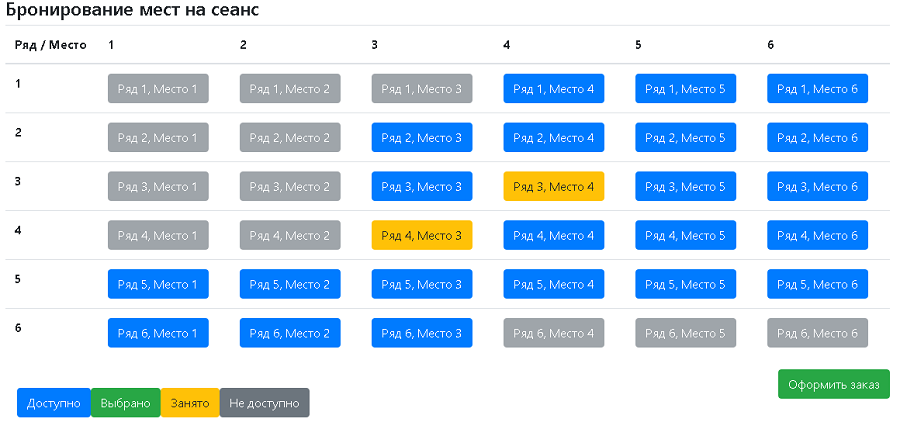 Бронирование мест на сеанс
Ряд / Место 1 2 3 4 5 6
1 Ряд 1, Место 1 Ряд 1, Место 2 Ряд 1, Место 3 Ряд 1, Место 4 Ряд 1, Место 5 Ряд 1, Место 6
2 Ряд 2, Место 1 Ряд 2, Место 2 Ряд 2, Место 3 Ряд 2, Место 4 Ряд 2, Место 5 Ряд 2, Место 6
3 Ряд 3, Место 1 Ряд 3, Место 2 Ряд 3, Место 3 Ряд 3, Место 4 Ряд 3, Место 5 Ряд 3, Место 6
4 Ряд 4, Место 1 Ряд 4, Место 2 Ряд 4, Место 3 Ряд 4, Место 4 Ряд 4, Место 5 Ряд 4, Место 6
5 Ряд 5, Место 1 Ряд 5, Место 2 Ряд 5, Место 3 Ряд 5, Место 4 Ряд 5, Место 5 Ряд 5, Место 6
6 Ряд 6, Место 1 Ряд 6, Место 2 Ряд 6, Место 3 Ряд 6, Место 4 Ряд 6, Место 5 Ряд 6, Место 6
Оформить заказ
Доступно Выбрано Занято Не доступно